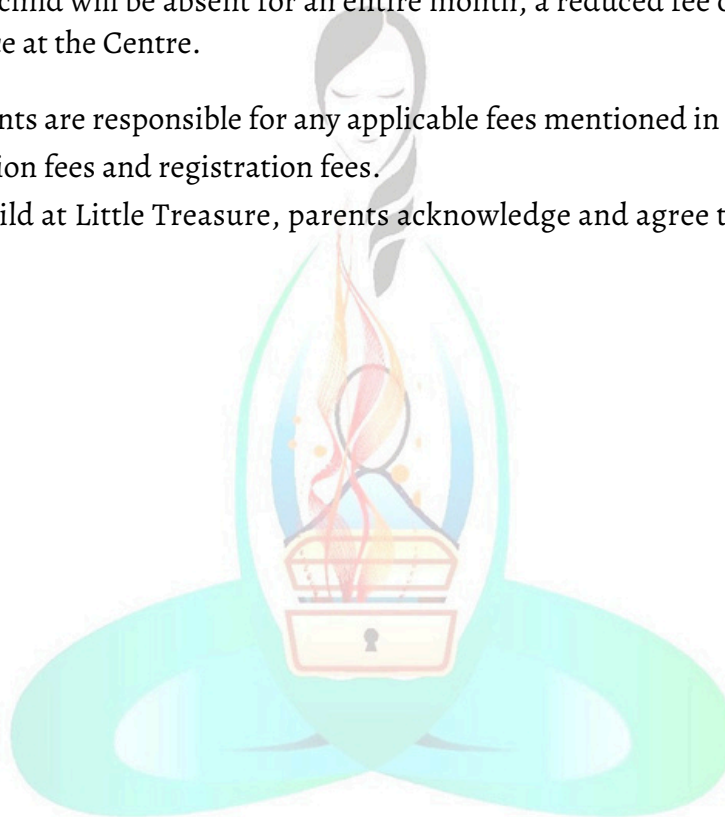 child will be absent for an entire month, a reduced fee
ce at the Centre.
nts are responsible for any applicable fees mentioned in
ion fees and registration fees.
ild at Little Treasure, parents acknowledge and agree t